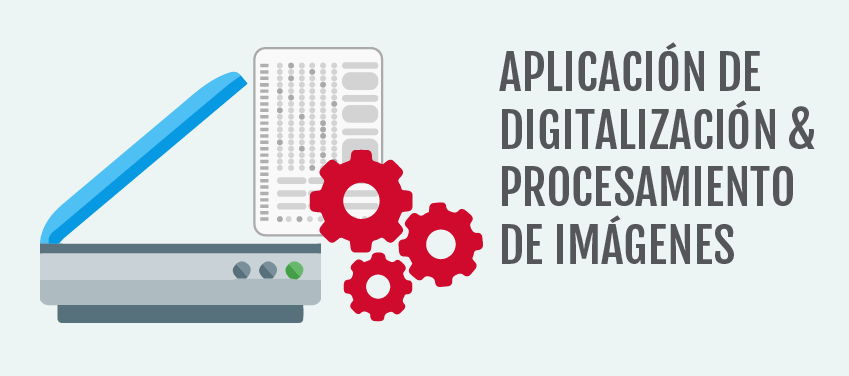 APLICACIÓN DE
DIGITALIZACIÓN &
PROCESAMIENTO
DE IMÁGENES